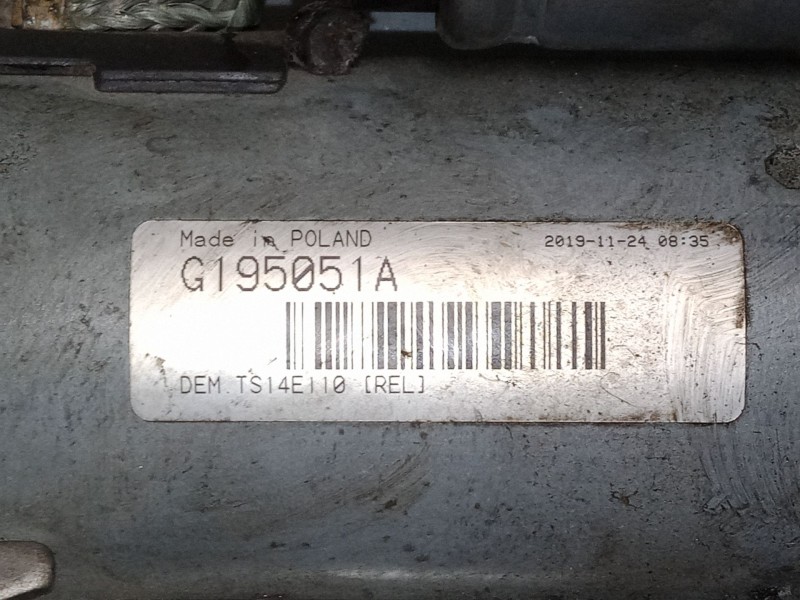 Made in POLAND
2019-11-24 08:35
G195051A
DEM.TS14E110 [REL]